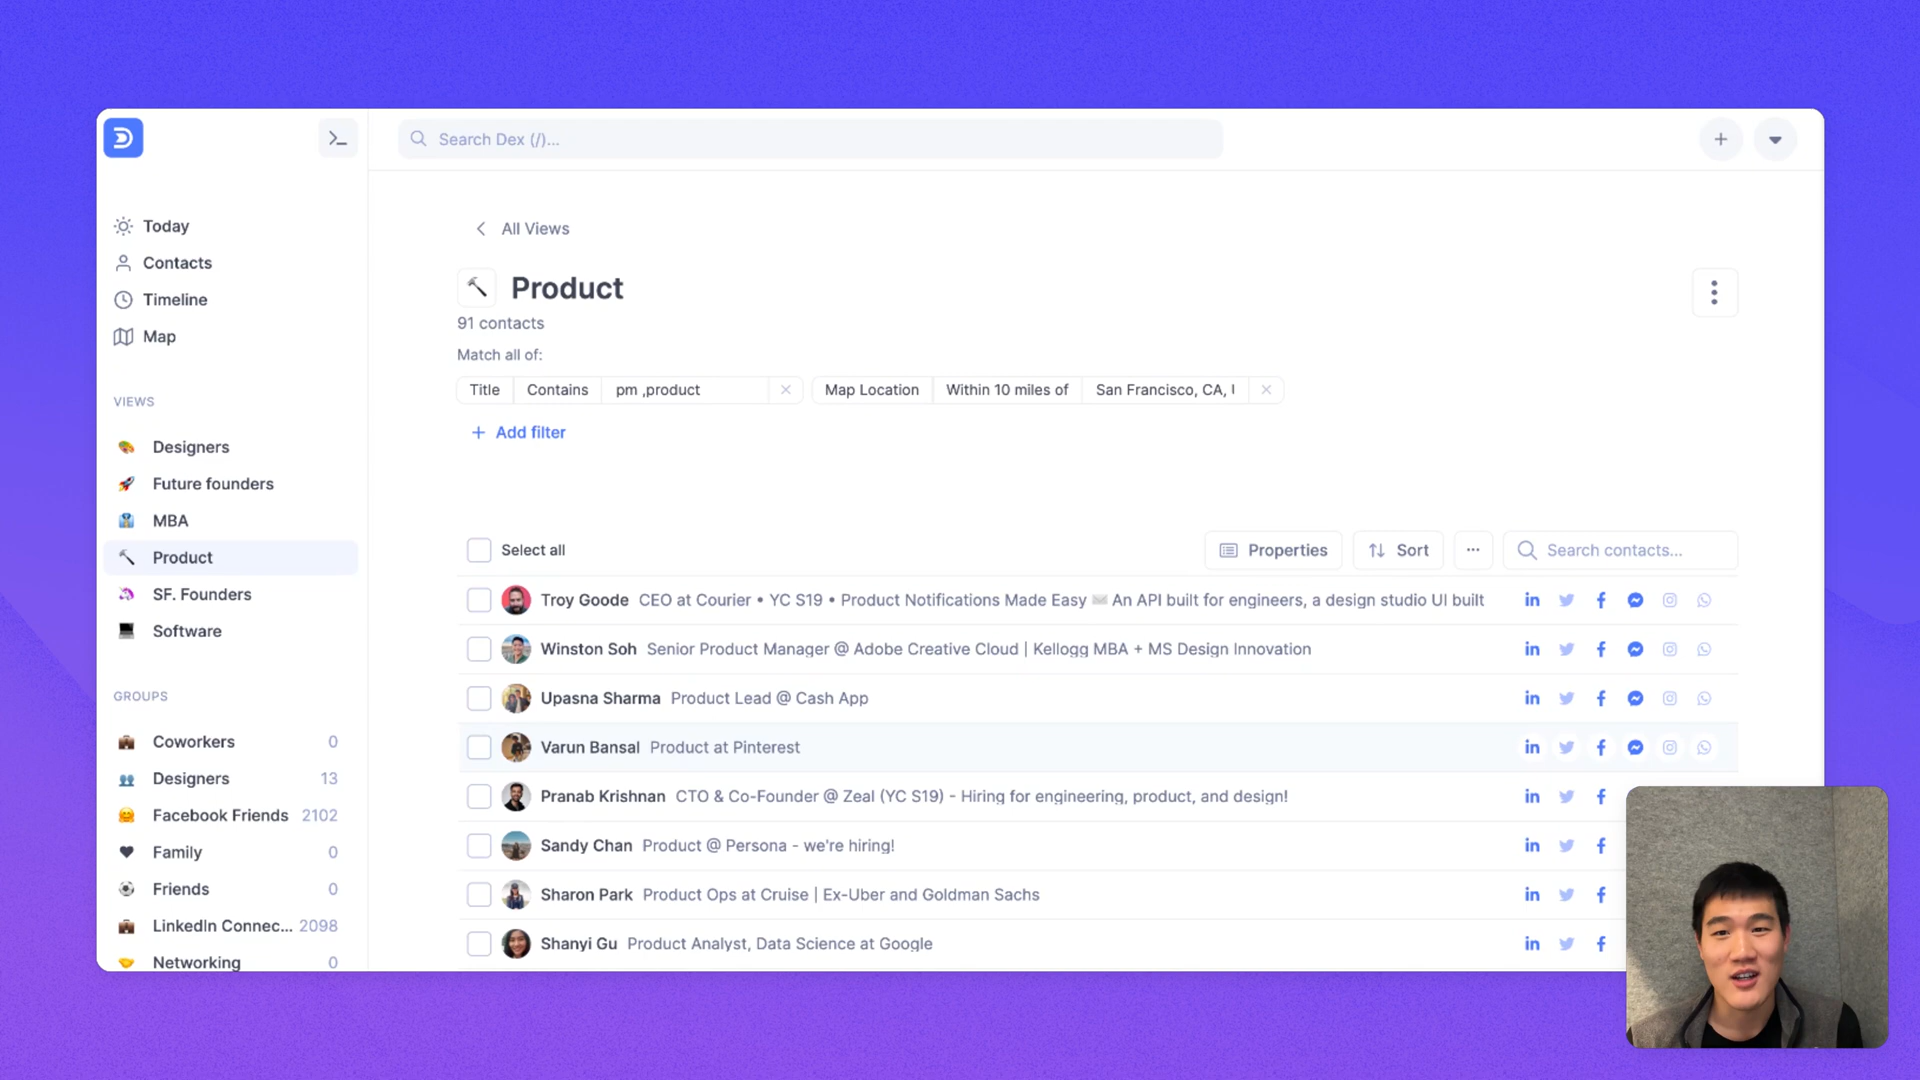 Search Dex (/)...
Today
Contacts
Timeline
Map
VIEWS
Designers
Future founders
MBA
Product
SF. Founders
Software
GROUPS
Coworkers 0
Designers 13
Facebook Friends 2102
Family 0
Friends 0
LinkedIn Connec... 2098
Networking 0
All Views
Product
91 contacts
Match all of:
Title Contains pm ,product Map Location Within 10 miles of San Francisco, CA,
+ Add filter
Select all Properties Sort ... Search contacts...
Troy Goode CEO at Courier • YC S19 • Product Notifications Made Easy ✉️ An API built for engineers, a design studio UI built
Winston Soh Senior Product Manager @ Adobe Creative Cloud | Kellogg MBA + MS Design Innovation
Upasna Sharma Product Lead @ Cash App
Varun Bansal Product at Pinterest
Pranab Krishnan CTO & Co-Founder @ Zeal (YC S19) - Hiring for engineering, product, and design!
Sandy Chan Product @ Persona - we're hiring!
Sharon Park Product Ops at Cruise | Ex-Uber and Goldman Sachs
Shanyi Gu Product Analyst, Data Science at Google